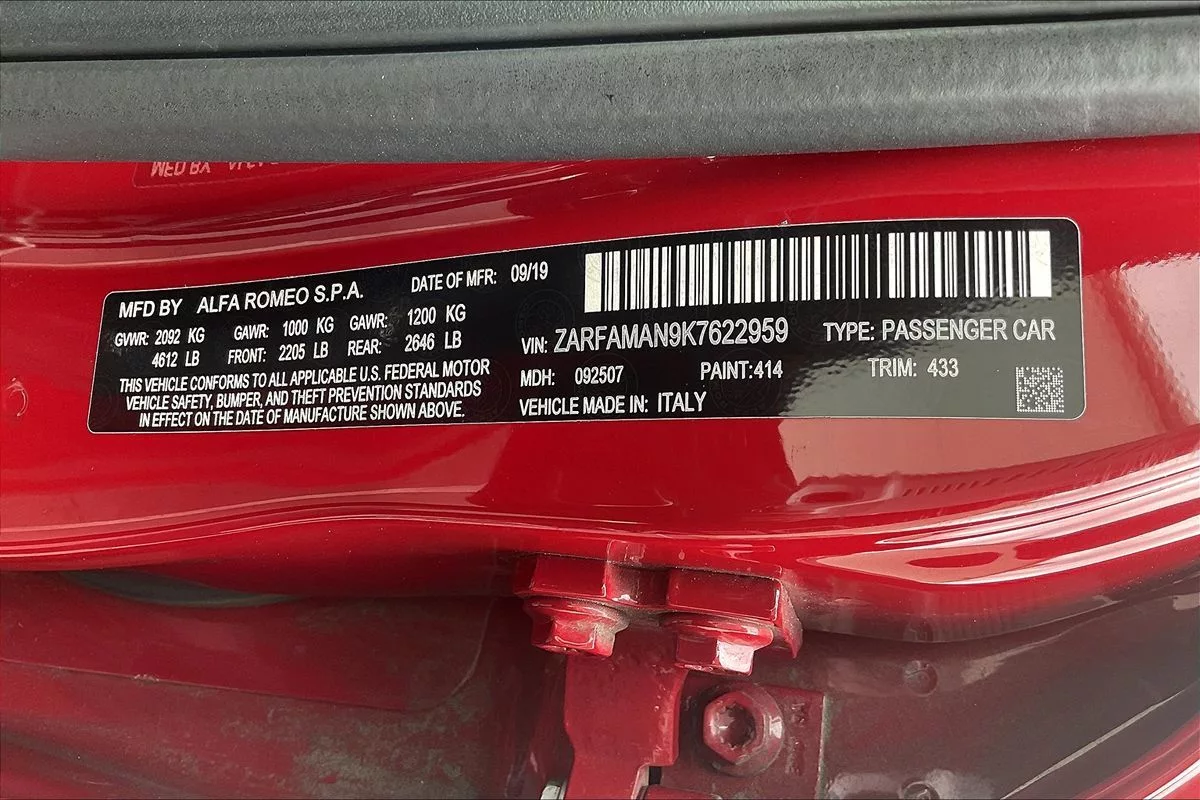 MFD BY ALFA ROMEO S.P.A. DATE OF MFR: 09/19
GVWR: 2092 KG GAWR: 1000 KG GAWR: 1200 KG
4612 LB FRONT: 2205 LB REAR: 2646 LB
THIS VEHICLE CONFORMS TO ALL APPLICABLE U.S. FEDERAL MOTOR
VEHICLE SAFETY, BUMPER, AND THEFT PREVENTION STANDARDS
IN EFFECT ON THE DATE OF MANUFACTURE SHOWN ABOVE.
VIN: ZARFAMAN9K7622959 TYPE: PASSENGER CAR
MDH: 092507 PAINT:414 TRIM: 433
VEHICLE MADE IN: ITALY